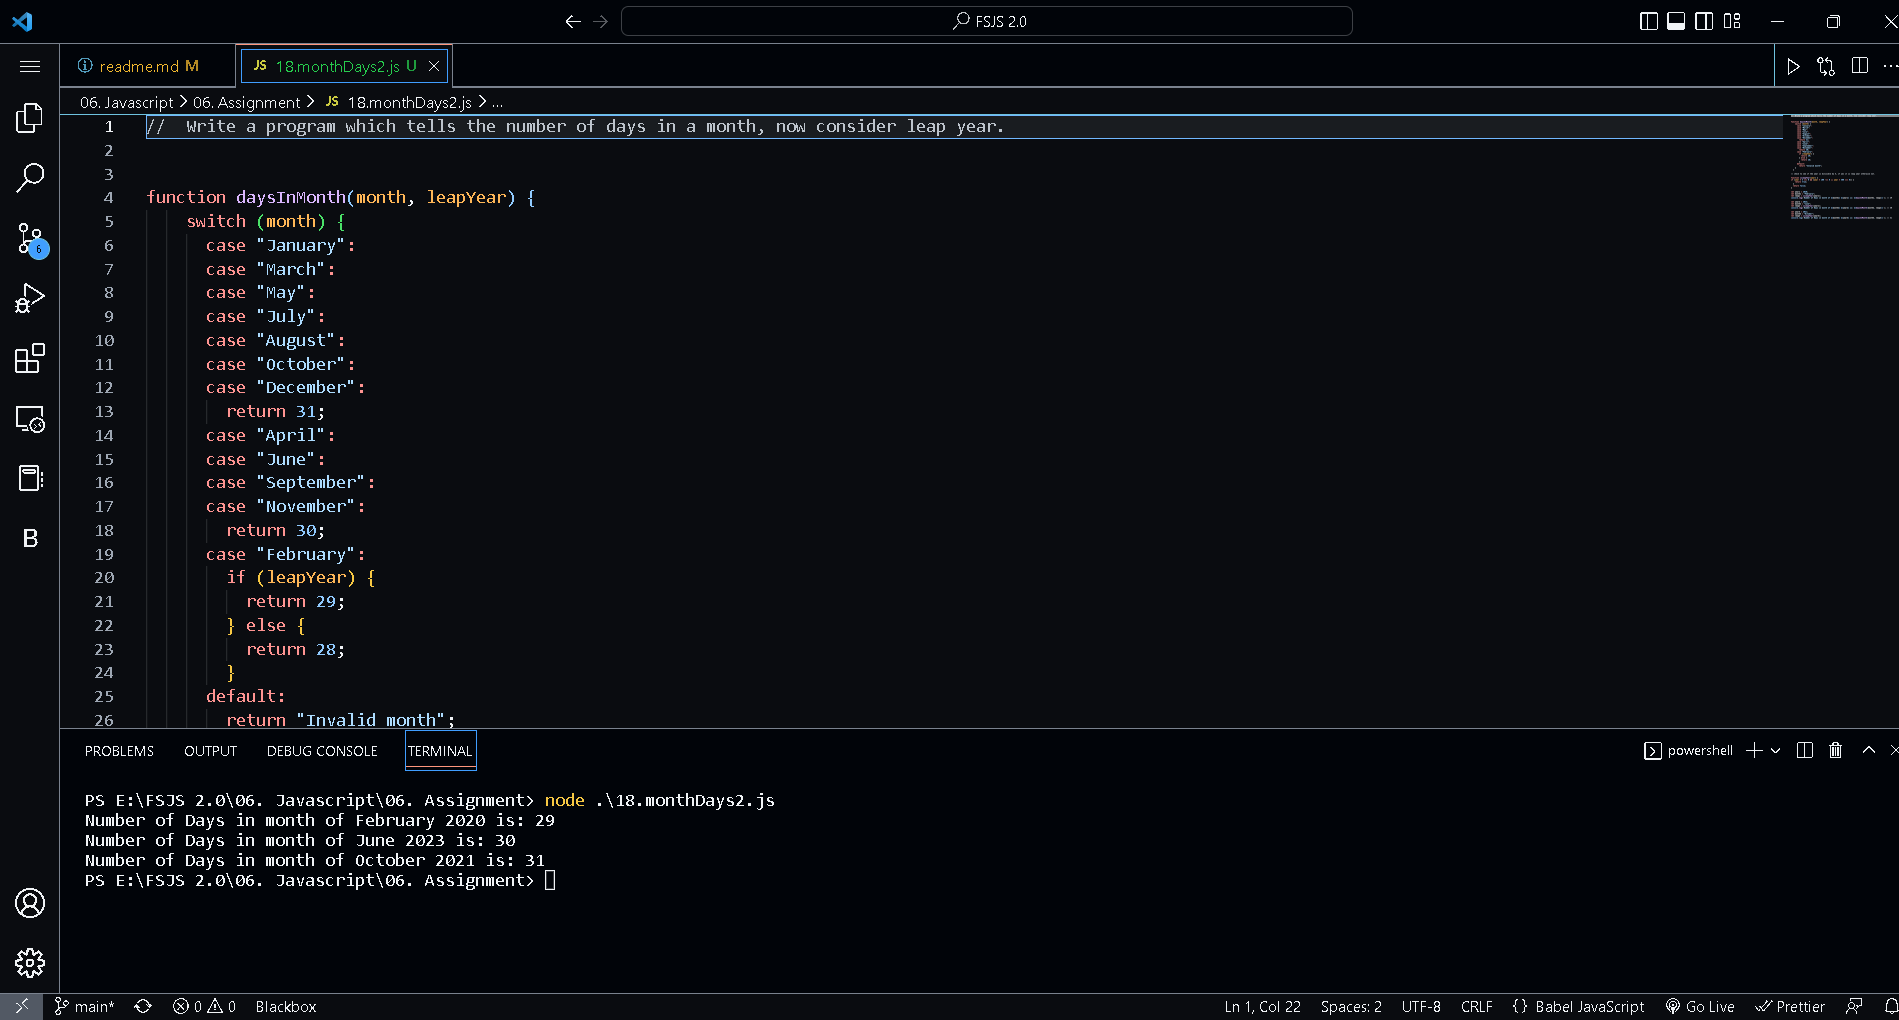 FSJS 2.0
readme.md M
JS 18.monthDays2.js U
06. Javascript > 06. Assignment > JS 18.monthDays2.js > ...
1 //  Write a program which tells the number of days in a month, now consider leap year.
2
3
4 function daysInMonth(month, leapYear) {
5 switch (month) {
6 case "January":
7 case "March":
8 case "May":
9 case "July":
10 case "August":
11 case "October":
12 case "December":
13 return 31;
14 case "April":
15 case "June":
16 case "September":
17 case "November":
18 return 30;
19 case "February":
20 if (leapYear) {
21 return 29;
22 } else {
23 return 28;
24 }
25 default:
26 return "Invalid month";
6
B
PROBLEMS OUTPUT DEBUG CONSOLE TERMINAL
powershell
PS E:\FSJS 2.0\06. Javascript\06. Assignment> node .\18.monthDays2.js
Number of Days in month of February 2020 is: 29
Number of Days in month of June 2023 is: 30
Number of Days in month of October 2021 is: 31
PS E:\FSJS 2.0\06. Javascript\06. Assignment>
main* 0 0 Blackbox Ln 1, Col 22 Spaces: 2 UTF-8 CRLF {} Babel JavaScript Go Live Prettier